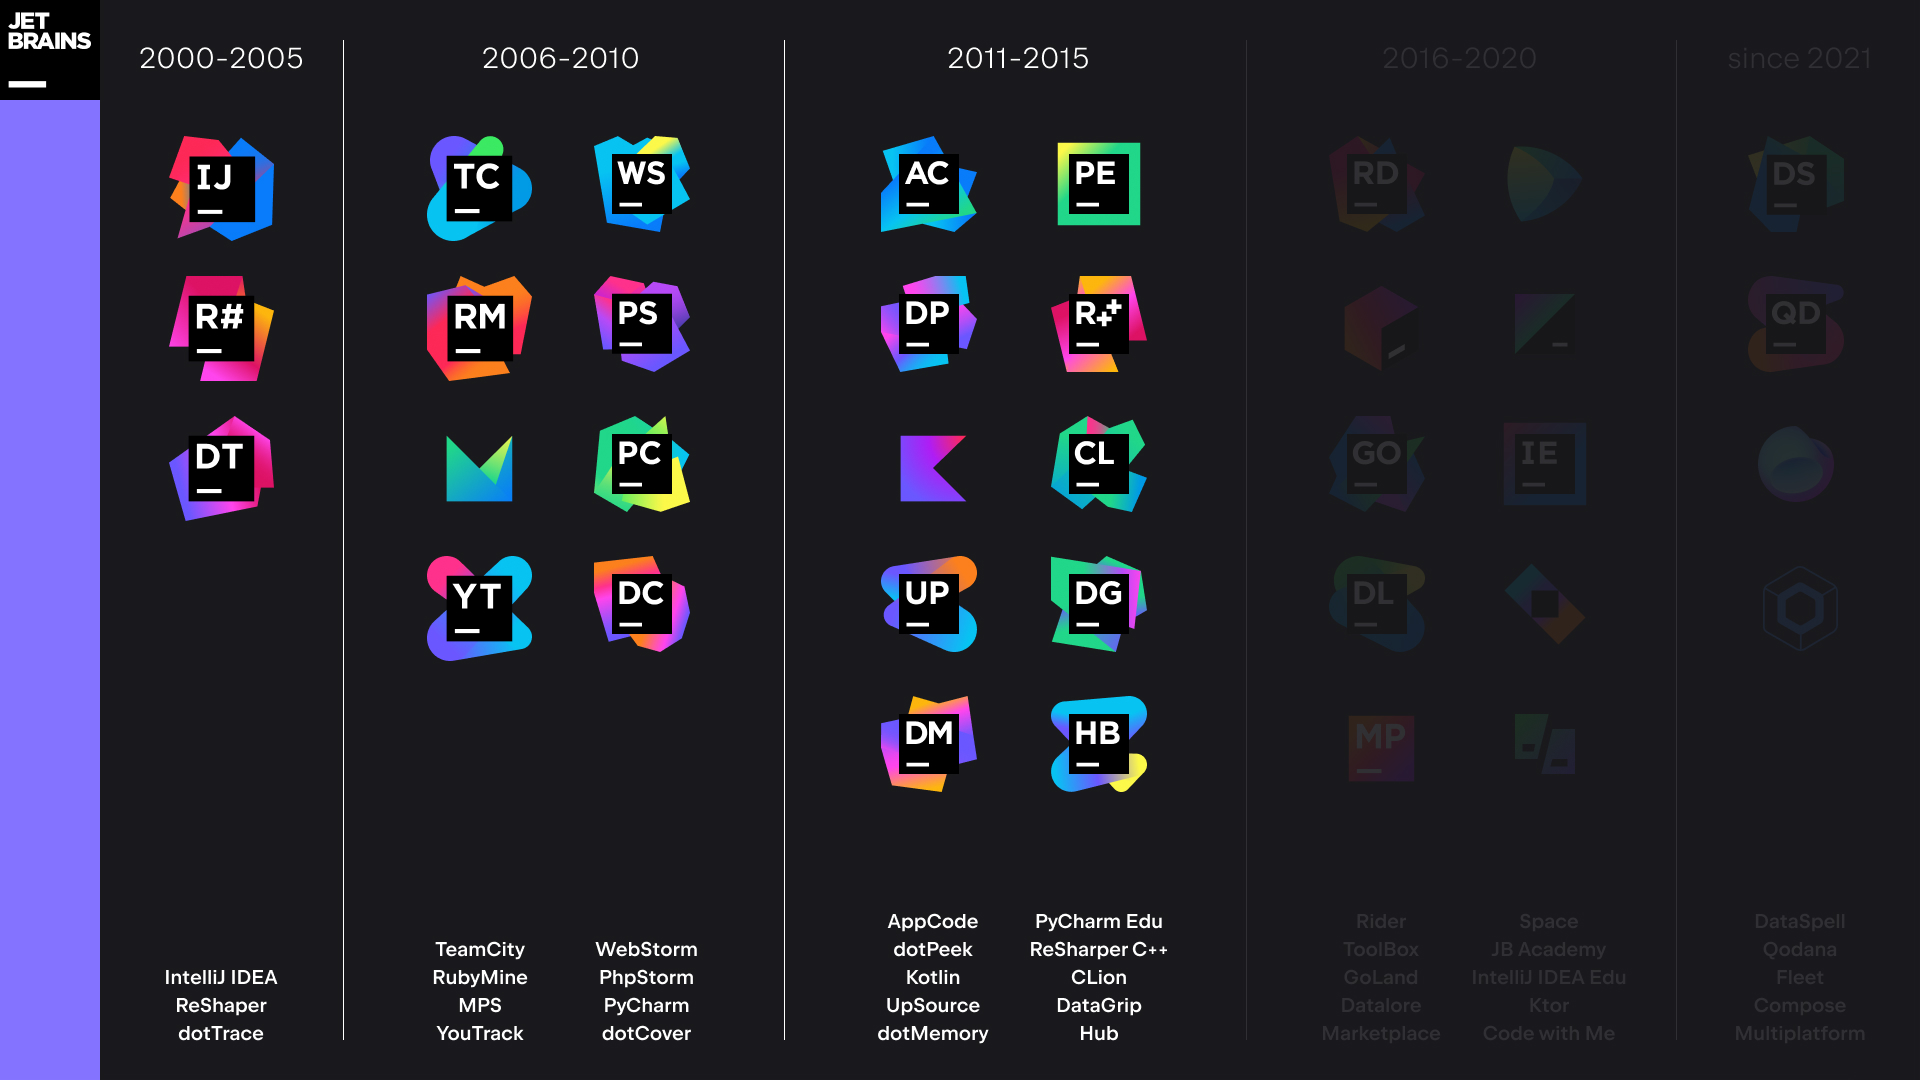 JET
BRAINS
2000-2005
2006-2010
2011-2015
2016-2020
since 2021
IJ
TC
WS
AC
PE
RD
DS
R#
RM
PS
DP
R++
QD
DT
PC
CL
GO
IE
YT
DC
UP
DG
DL
DM
HB
MP
IntelliJ IDEA
ReShaper
dotTrace
TeamCity
RubyMine
MPS
YouTrack
WebStorm
PhpStorm
PyCharm
dotCover
AppCode
dotPeek
Kotlin
UpSource
dotMemory
PyCharm Edu
ReSharper C++
CLion
DataGrip
Hub
Rider
ToolBox
GoLand
Datalore
Marketplace
Space
JB Academy
IntelliJ IDEA Edu
Ktor
Code with Me
DataSpell
Qodana
Fleet
Compose
Multiplatform